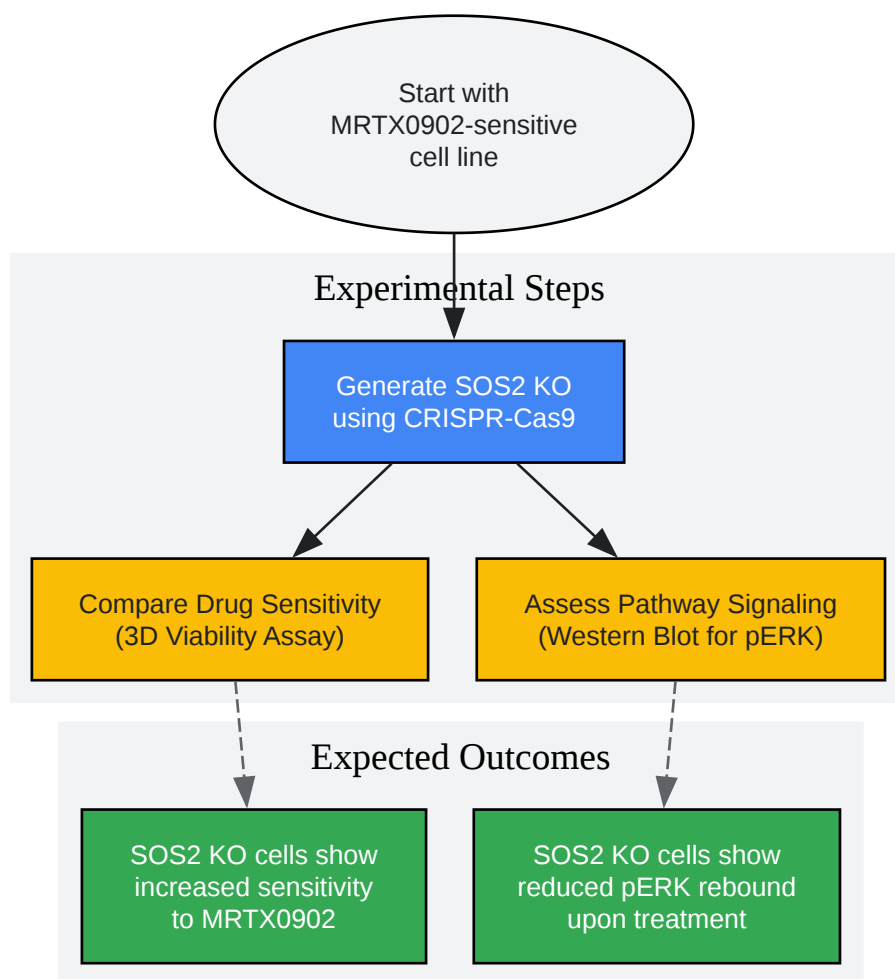 Start with
MRTX0902-sensitive
cell line
Experimental Steps
Generate SOS2 KO
using CRISPR-Cas9
Compare Drug Sensitivity
(3D Viability Assay)
Assess Pathway Signaling
(Western Blot for pERK)
Expected Outcomes
SOS2 KO cells show
increased sensitivity
to MRTX0902
SOS2 KO cells show
reduced pERK rebound
upon treatment